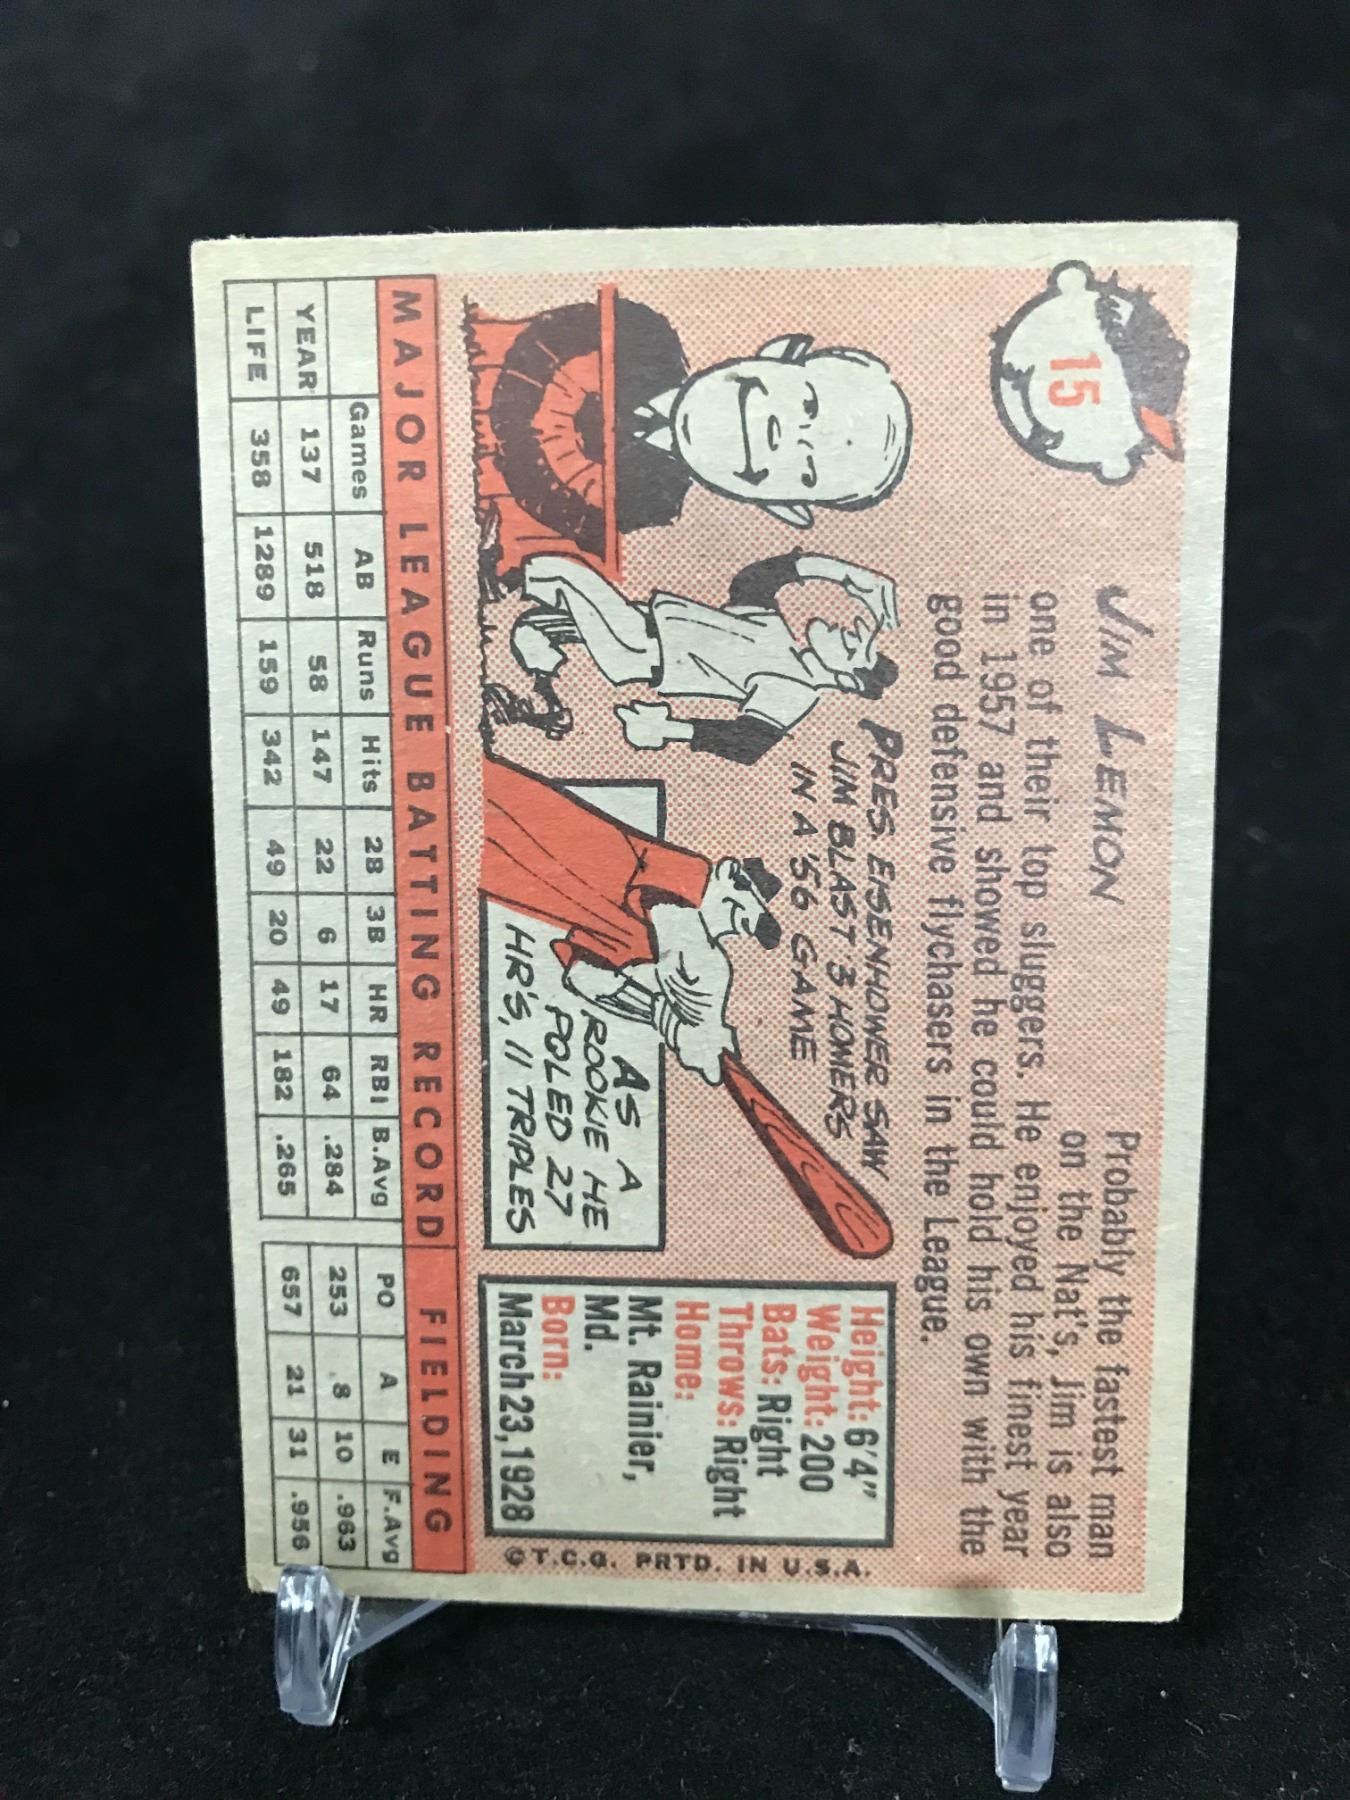 15
JIM LEMON
Probably the fastest man
on the Nat's, Jim is also
one of their top sluggers. He enjoyed his finest year
in 1957 and showed he could hold his own with the
good defensive flychasers in the League.
PRES EISENHOWER SAW
JIM BLAST 3 HOMERS
IN A '56 GAME
AS A
ROOKIE HE
POLED 27
HR'S, 11 TRIPLES
Height: 6'4"
Weight: 200
Bats: Right
Throws: Right
Home:
Mt. Rainier,
Md.
Born:
March 23, 1928
© T.C.G. PRTD. IN U.S.A.
MAJOR LEAGUE BATTING RECORD FIELDING
Games AB Runs Hits 2B 3B HR RBI B.Avg PO A E F.Avg
YEAR 137 518 58 147 22 6 17 64 .284 253 8 10 .963
LIFE 358 1289 159 342 49 20 49 182 .265 657 21 31 .956